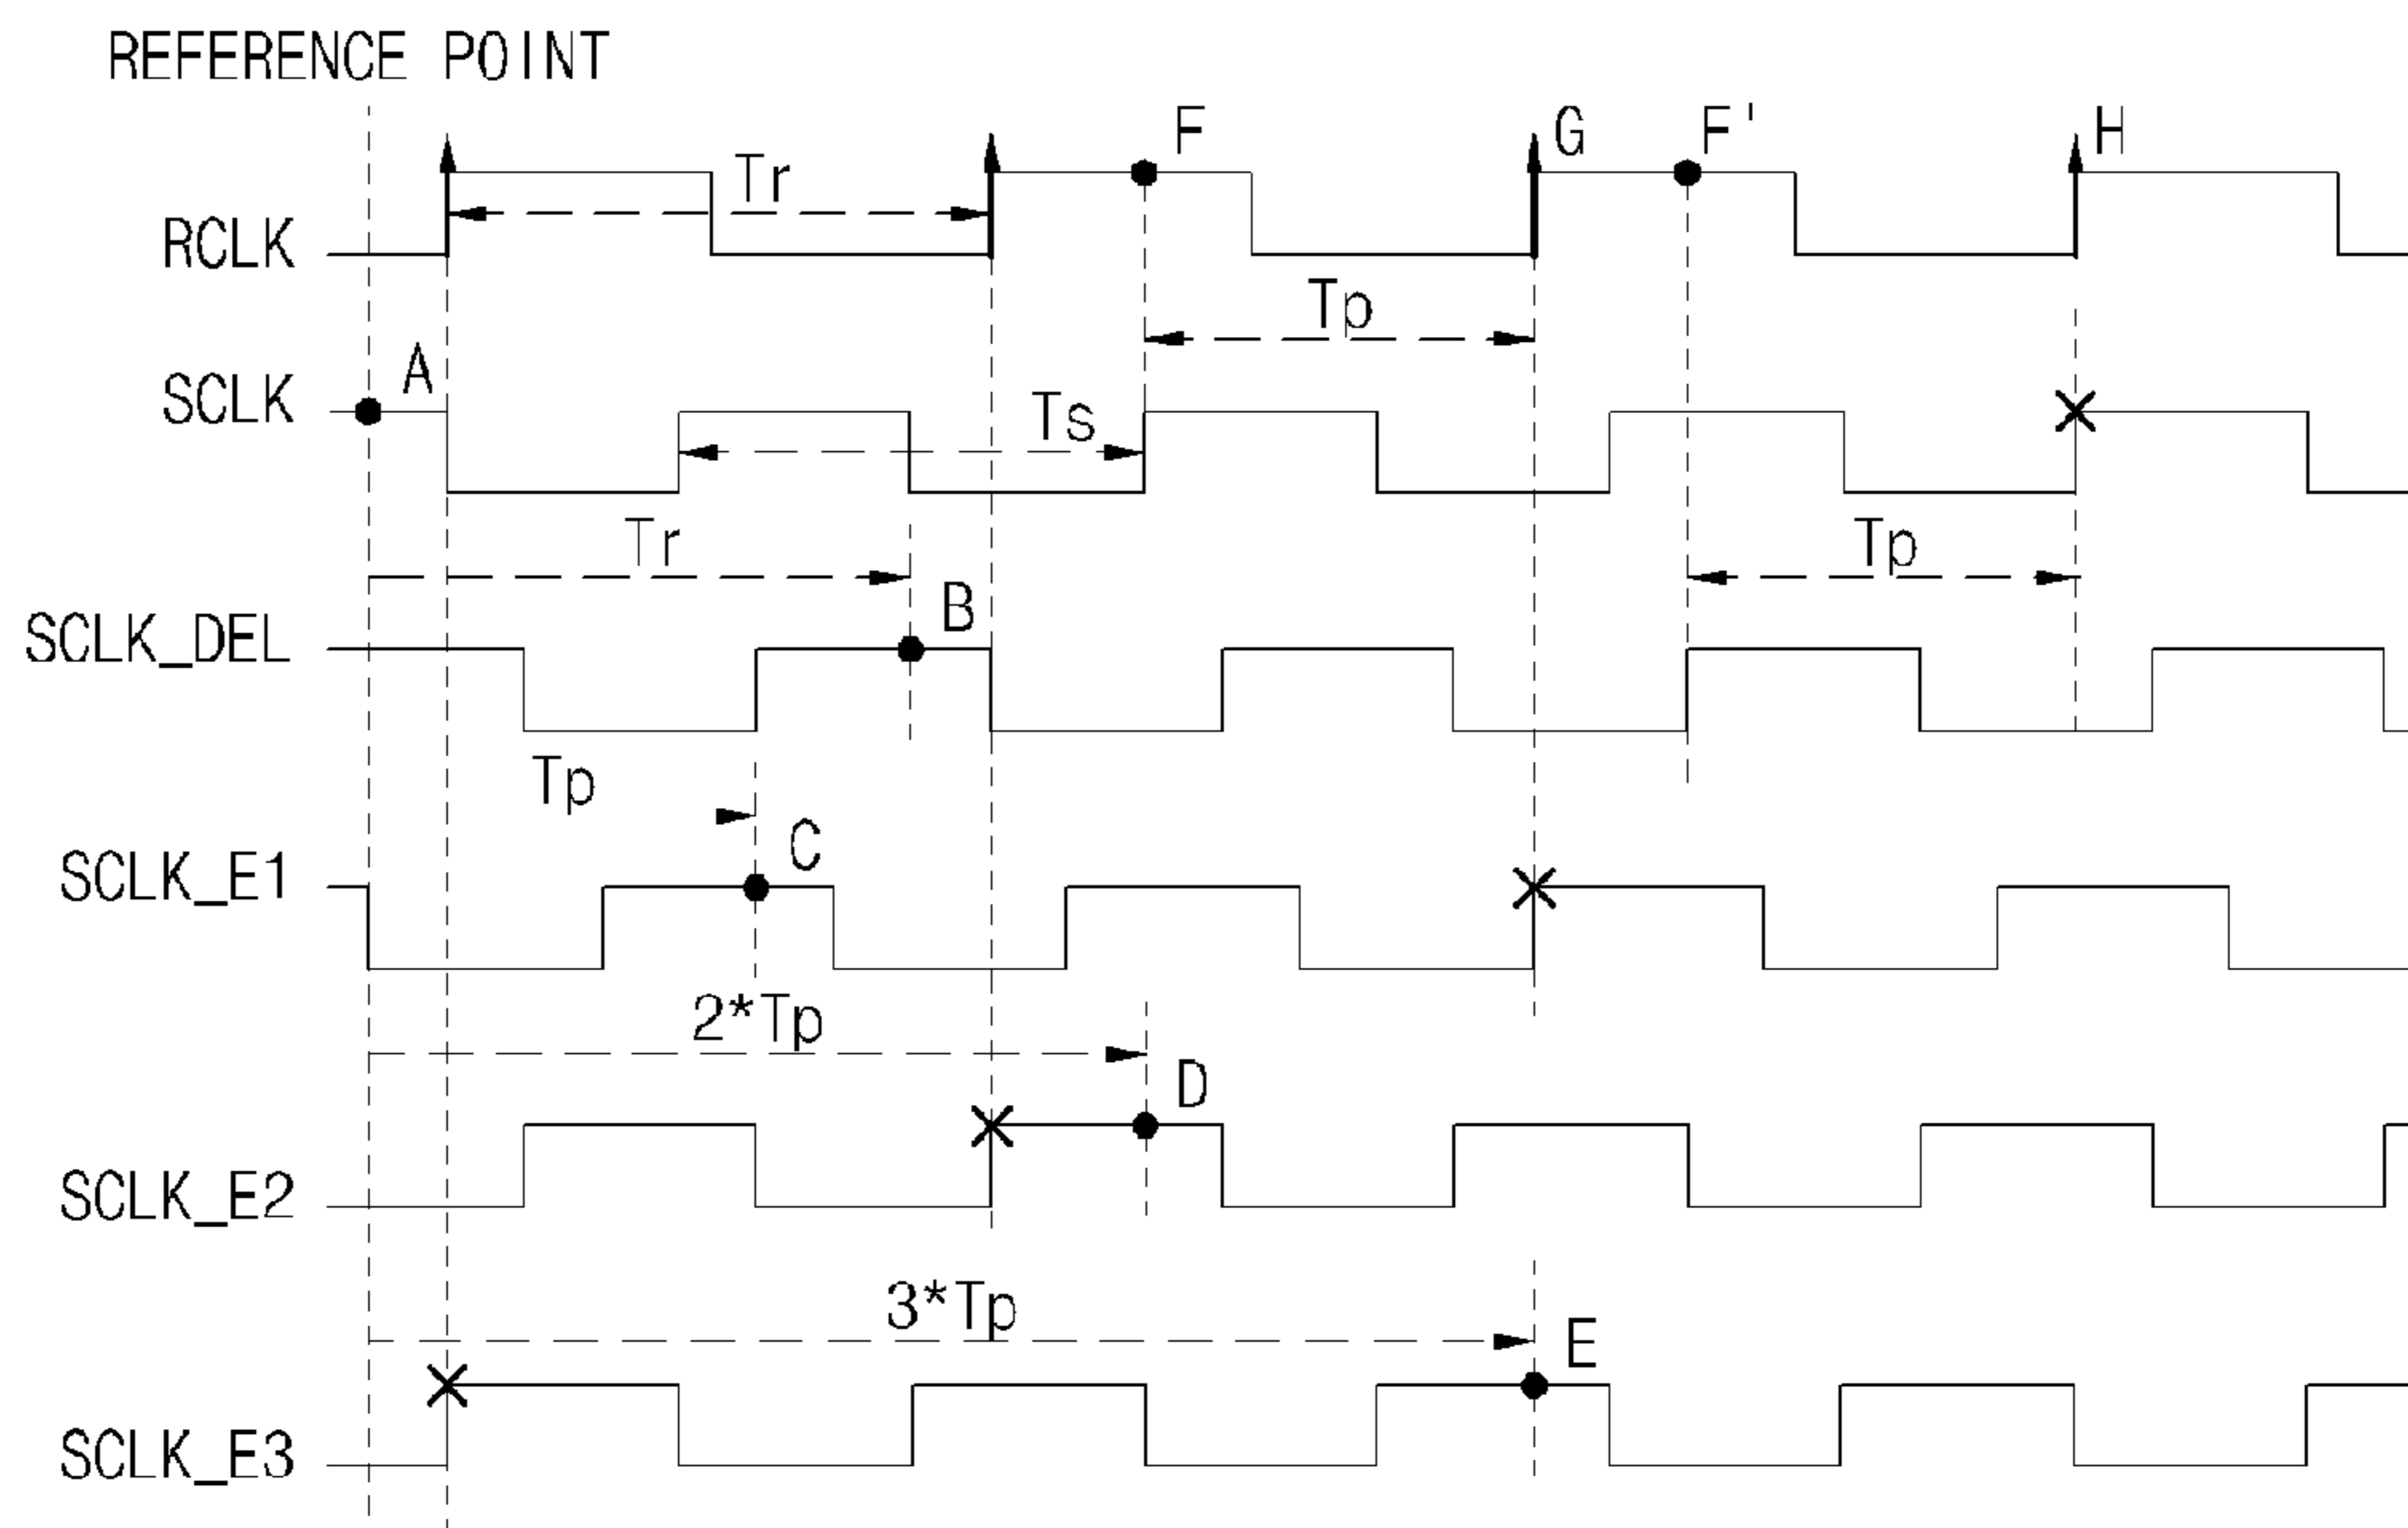 REFERENCE POINT
F G F' H
Tr
RCLK
Tp
A
SCLK
Ts
Tr Tp
B
SCLK_DEL
Tp
C
SCLK_E1
2*Tp
D
SCLK_E2
3*Tp
E
SCLK_E3